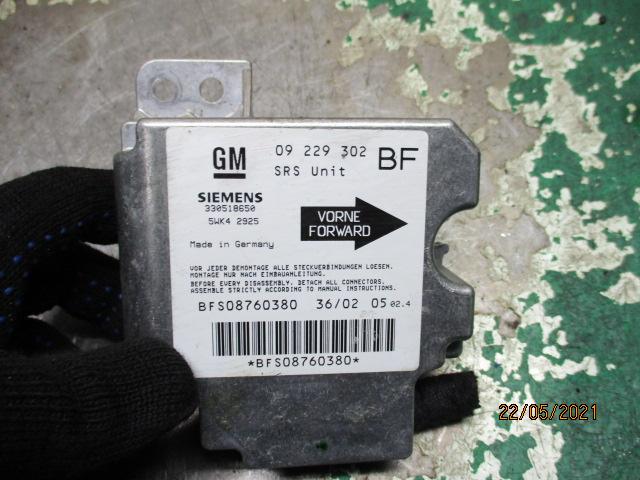 GM 09 229 302 BF
SRS Unit
SIEMENS
330518650
5WK4 2925
VORNE
FORWARD
Made in Germany
VOR JEDER DEMONTAGE ALLE STECKVERBINDUNGEN LOESEN.
MONTAGE NUR NACH EINBAUANLEITUNG.
BEFORE EVERY DISASSEMBLY, DETACH ALL CONNECTORS.
ASSEMBLE STRICTLY ACCORDING TO MANUAL INSTRUCTIONS.
BFS08760380 36/02 05 02.4
*BFS08760380*
22/05/2021